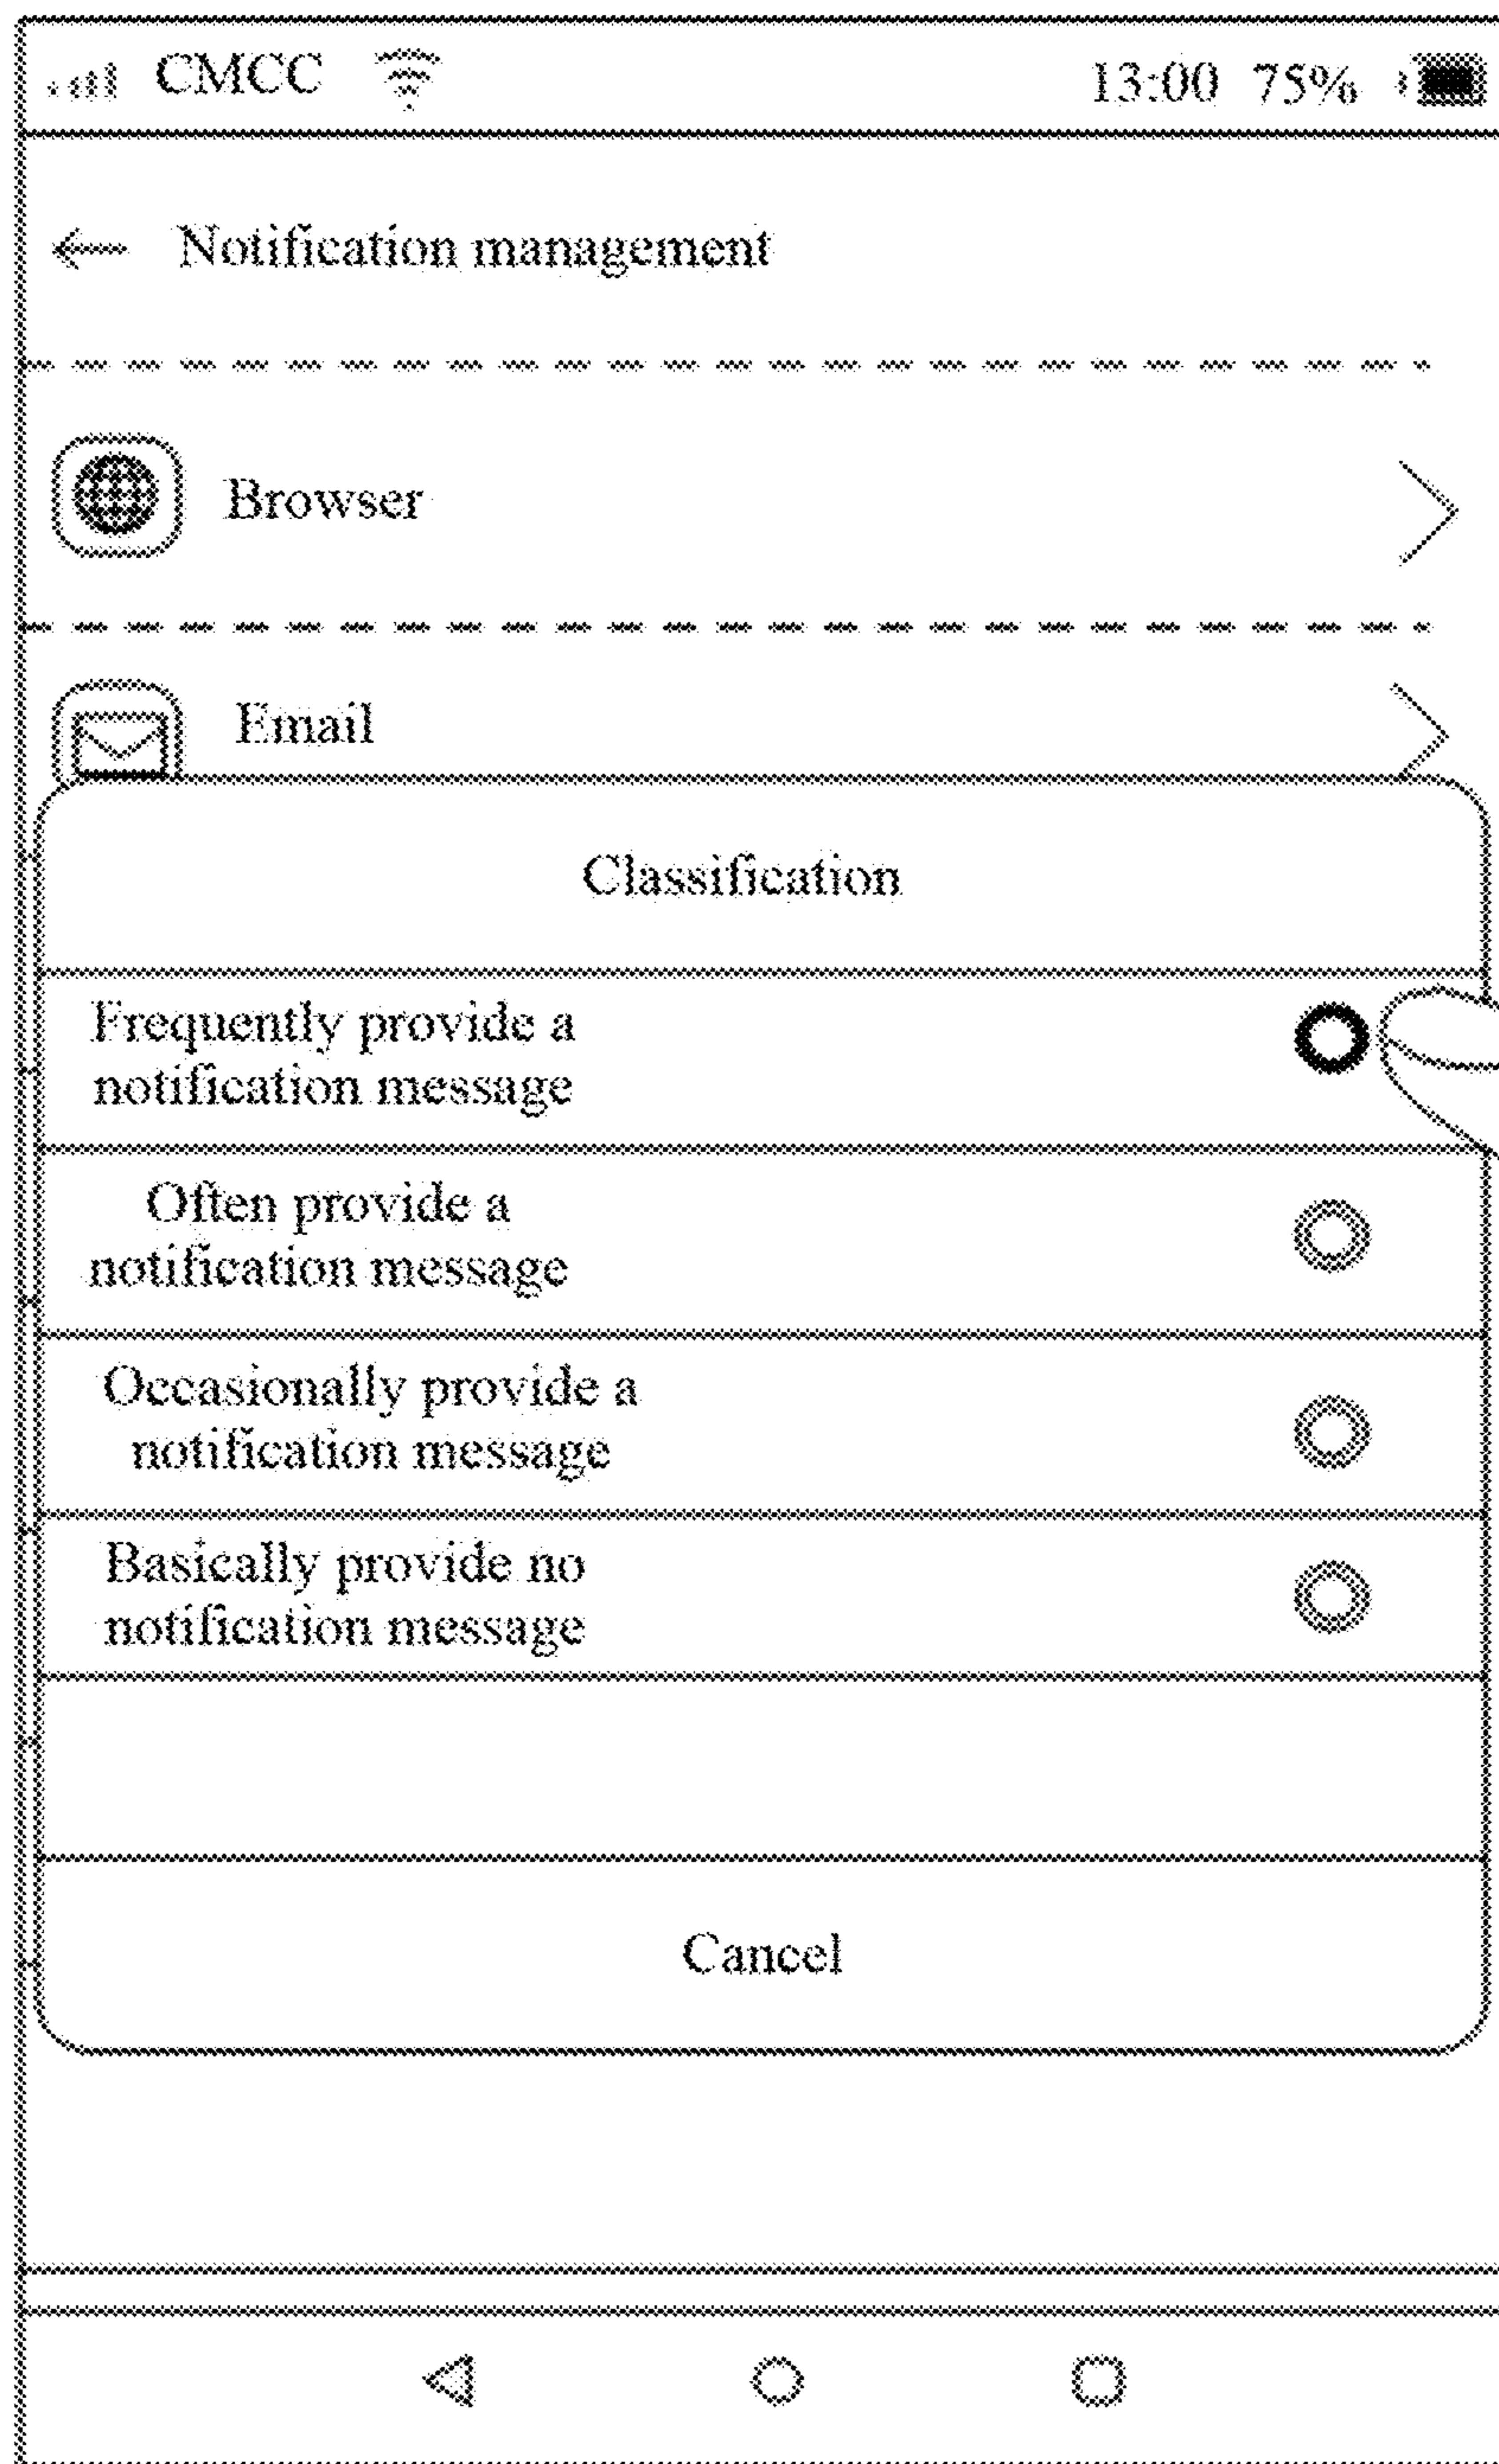 CMCC 13:00 75%
Notification management
Browser
Email
Classification
Frequently provide a
notification message
Often provide a
notification message
Occasionally provide a
notification message
Basically provide no
notification message
Cancel